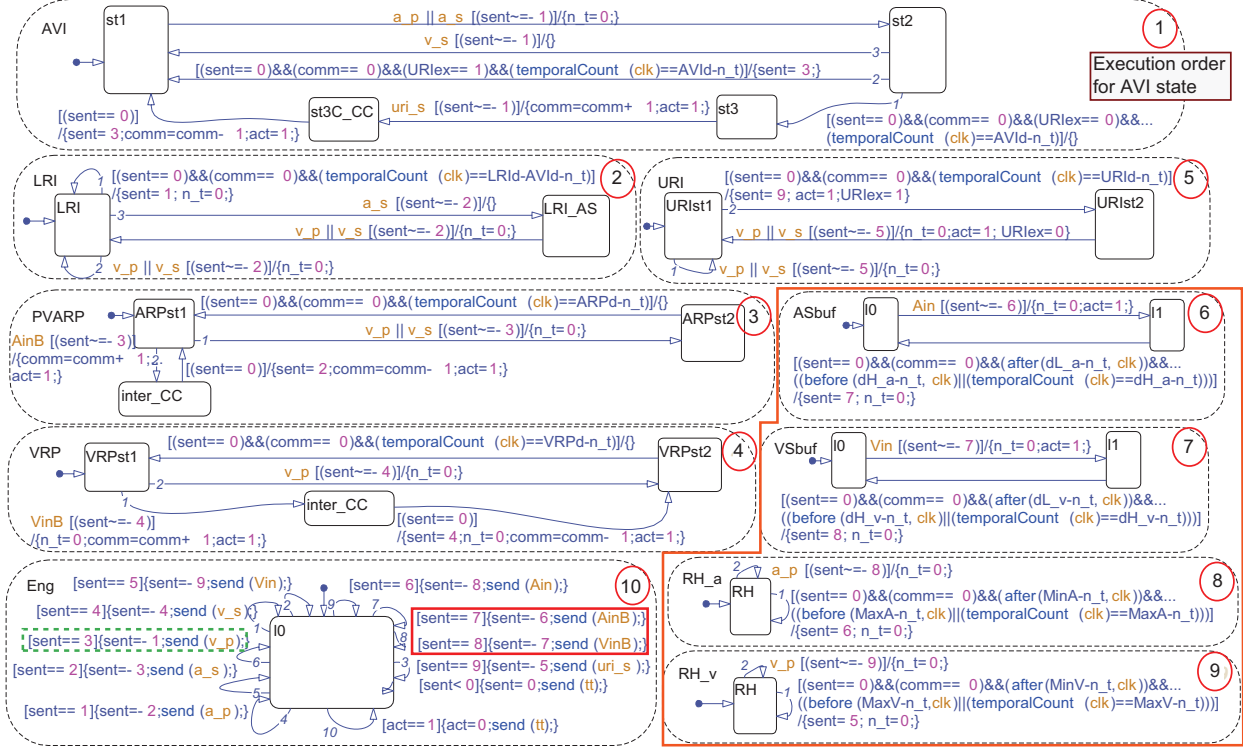 AVI
st1
a_p || a_s [(sent~=- 1)]/{n_t= 0;}
st2
1
v_s [(sent~=- 1)]/{}
3
[(sent== 0)&&(comm== 0)&&(URIex== 1)&&( temporalCount (clk)==AVId-n_t)]/{sent= 3;}
2
Execution order
for AVI state
[(sent== 0)]
/{sent= 3;comm=comm- 1;act=1;}
st3C_CC
uri_s [(sent~=- 1)]/{comm=comm+ 1;act=1;}
st3
1
[(sent== 0)&&(comm== 0)&&(URIex== 0)&&...
(temporalCount (clk)==AVId-n_t)]/{}
LRI
1
[(sent== 0)&&(comm== 0)&&(temporalCount (clk)==LRId-AVId-n_t)]
/{sent= 1; n_t=0;}
2
LRI
3
a_s [(sent~=- 2)]/{}
LRI_AS
v_p || v_s [(sent~=- 2)]/{n_t=0;}
2
v_p || v_s [(sent~=- 2)]/{n_t=0;}
URI
[(sent== 0)&&(comm== 0)&&(temporalCount (clk)==URId-n_t)]
/{sent= 9; act=1;URIex= 1}
5
URIst1
2
URIst2
v_p || v_s [(sent~=- 5)]/{n_t= 0;act=1; URIex=0}
1
v_p || v_s [(sent~=- 5)]/{n_t= 0;}
PVARP
ARPst1
[(sent== 0)&&(comm== 0)&&(temporalCount (clk)==ARPd-n_t)]/{}
ARPst2
3
AinB [(sent~=- 3)]
/{comm=comm+ 1;
act=1;}
1
v_p || v_s [(sent~=- 3)]/{n_t=0;}
2
[(sent== 0)]/{sent= 2;comm=comm- 1;act=1;}
inter_CC
ASbuf
l0
Ain [(sent~=- 6)]/{n_t= 0;act=1;}
l1
6
[(sent== 0)&&(comm== 0)&&( after(dL_a-n_t, clk))&&...
((before (dH_a-n_t, clk)||(temporalCount (clk)==dH_a-n_t)))]
/{sent= 7; n_t=0;}
VRP
VRPst1
[(sent== 0)&&(comm== 0)&&(temporalCount (clk)==VRPd-n_t)]/{}
VRPst2
4
2
v_p [(sent~=- 4)]/{n_t=0;}
1
inter_CC
VinB [(sent~=- 4)]
/{n_t=0;comm=comm+ 1;act=1;}
[(sent== 0)]
/{sent= 4;n_t=0;comm=comm- 1;act=1;}
VSbuf
l0
Vin [(sent~=- 7)]/{n_t= 0;act=1;}
l1
7
[(sent== 0)&&(comm== 0)&&( after(dL_v-n_t, clk))&&...
((before (dH_v-n_t, clk)||(temporalCount (clk)==dH_v-n_t)))]
/{sent= 8; n_t=0;}
Eng
[sent== 5]{sent=- 9;send (Vin);}
[sent== 6]{sent=- 8;send (Ain);}
10
[sent== 4]{sent=- 4;send (v_s);}
2
9
7
[sent== 7]{sent=- 6;send (AinB);}
1
l0
8
[sent== 3]{sent=- 1;send (v_p);}
[sent== 8]{sent=- 7;send (VinB);}
6
3
[sent== 2]{sent=- 3;send (a_s );}
[sent== 9]{sent=- 5;send (uri_s );}
[sent< 0]{sent= 0;send (tt);}
5
[sent== 1]{sent=- 2;send (a_p);}
4
10
[act==1]{act=0;send (tt);}
RH_a
2
a_p [(sent~=- 8)]/{n_t=0;}
8
RH
1
[(sent== 0)&&(comm== 0)&&(after(MinA-n_t, clk))&&...
((before (MaxA-n_t,clk)||(temporalCount (clk)==MaxA-n_t)))]
/{sent= 6; n_t=0;}
RH_v
2
v_p [(sent~=- 9)]/{n_t=0;}
9
RH
1
[(sent== 0)&&(comm== 0)&&(after(MinV-n_t,clk))&&...
((before (MaxV-n_t,clk)||(temporalCount (clk)==MaxV-n_t)))]
/{sent= 5; n_t=0;}